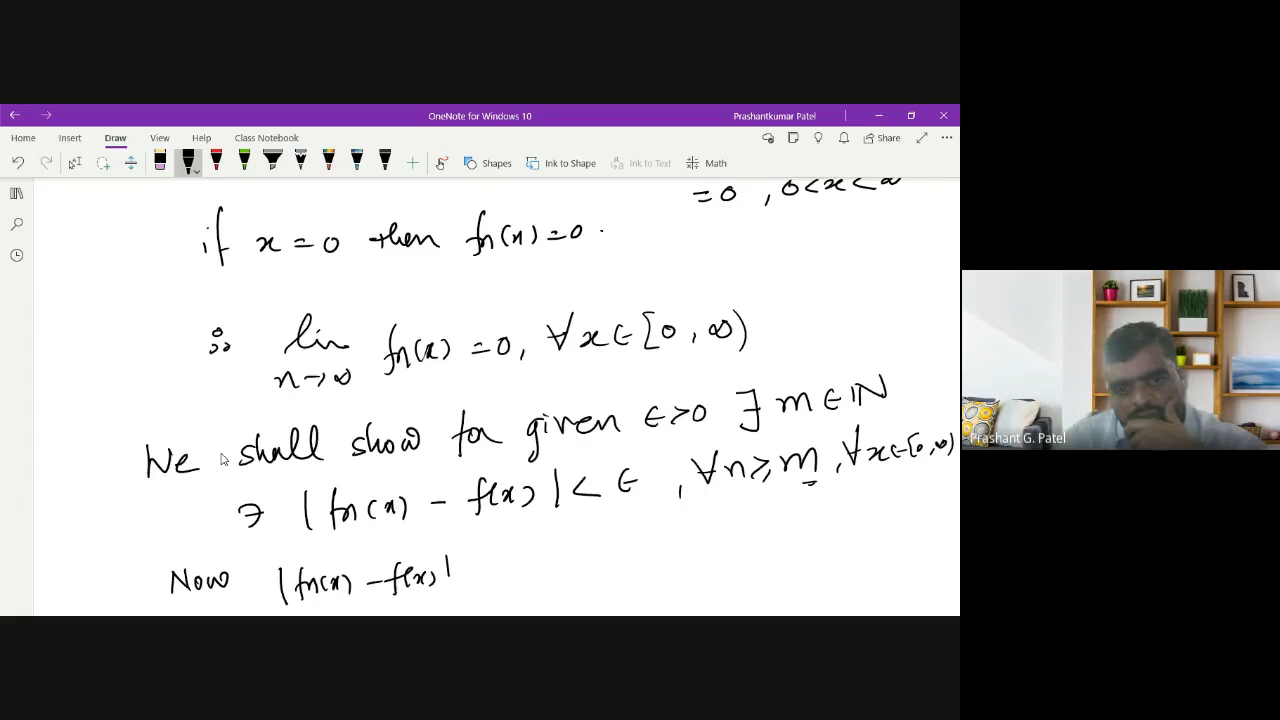 OneNote for Windows 10
Prashantkumar Patel
Home Insert Draw View Help Class Notebook
Share
Shapes Ink to Shape Ink to Text Math
= 0 , 0 < x < ∞
if x = 0 then fn(x) = 0 .
∴ lim fn(x) = 0, ∀ x ∈ [0, ∞)
n → ∞
We shall show for given ∈ > 0 ∃ m ∈ IN
∋ | fn(x) - f(x) | < ∈ , ∀ n ≥ m , ∀ x ∈ [0, ∞)
Now | fn(x) - f(x) |
Prashant G. Patel